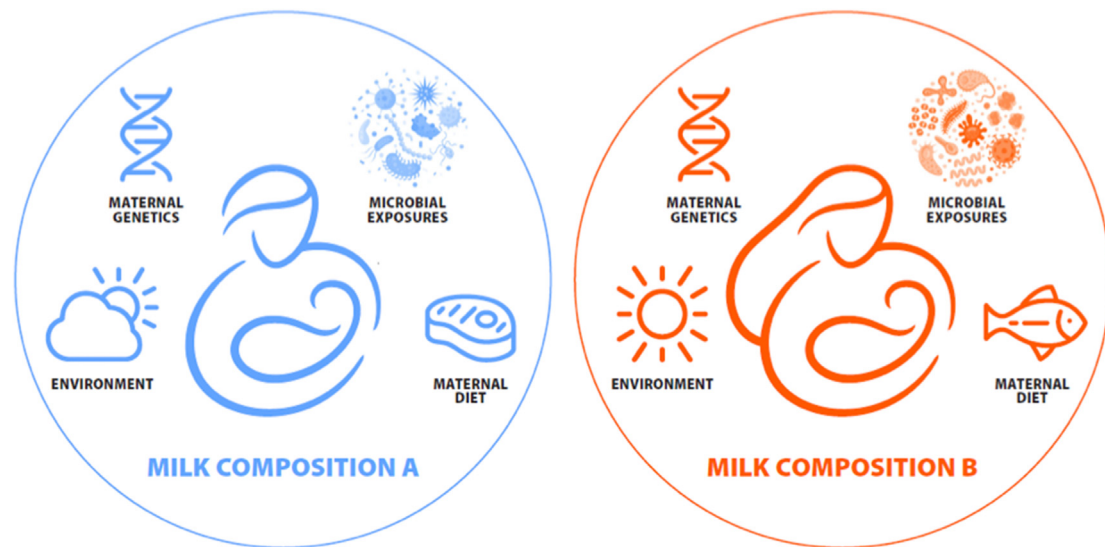 MATERNAL
GENETICS
MICROBIAL
EXPOSURES
ENVIRONMENT
MATERNAL
DIET
MILK COMPOSITION A
MATERNAL
GENETICS
MICROBIAL
EXPOSURES
ENVIRONMENT
MATERNAL
DIET
MILK COMPOSITION B